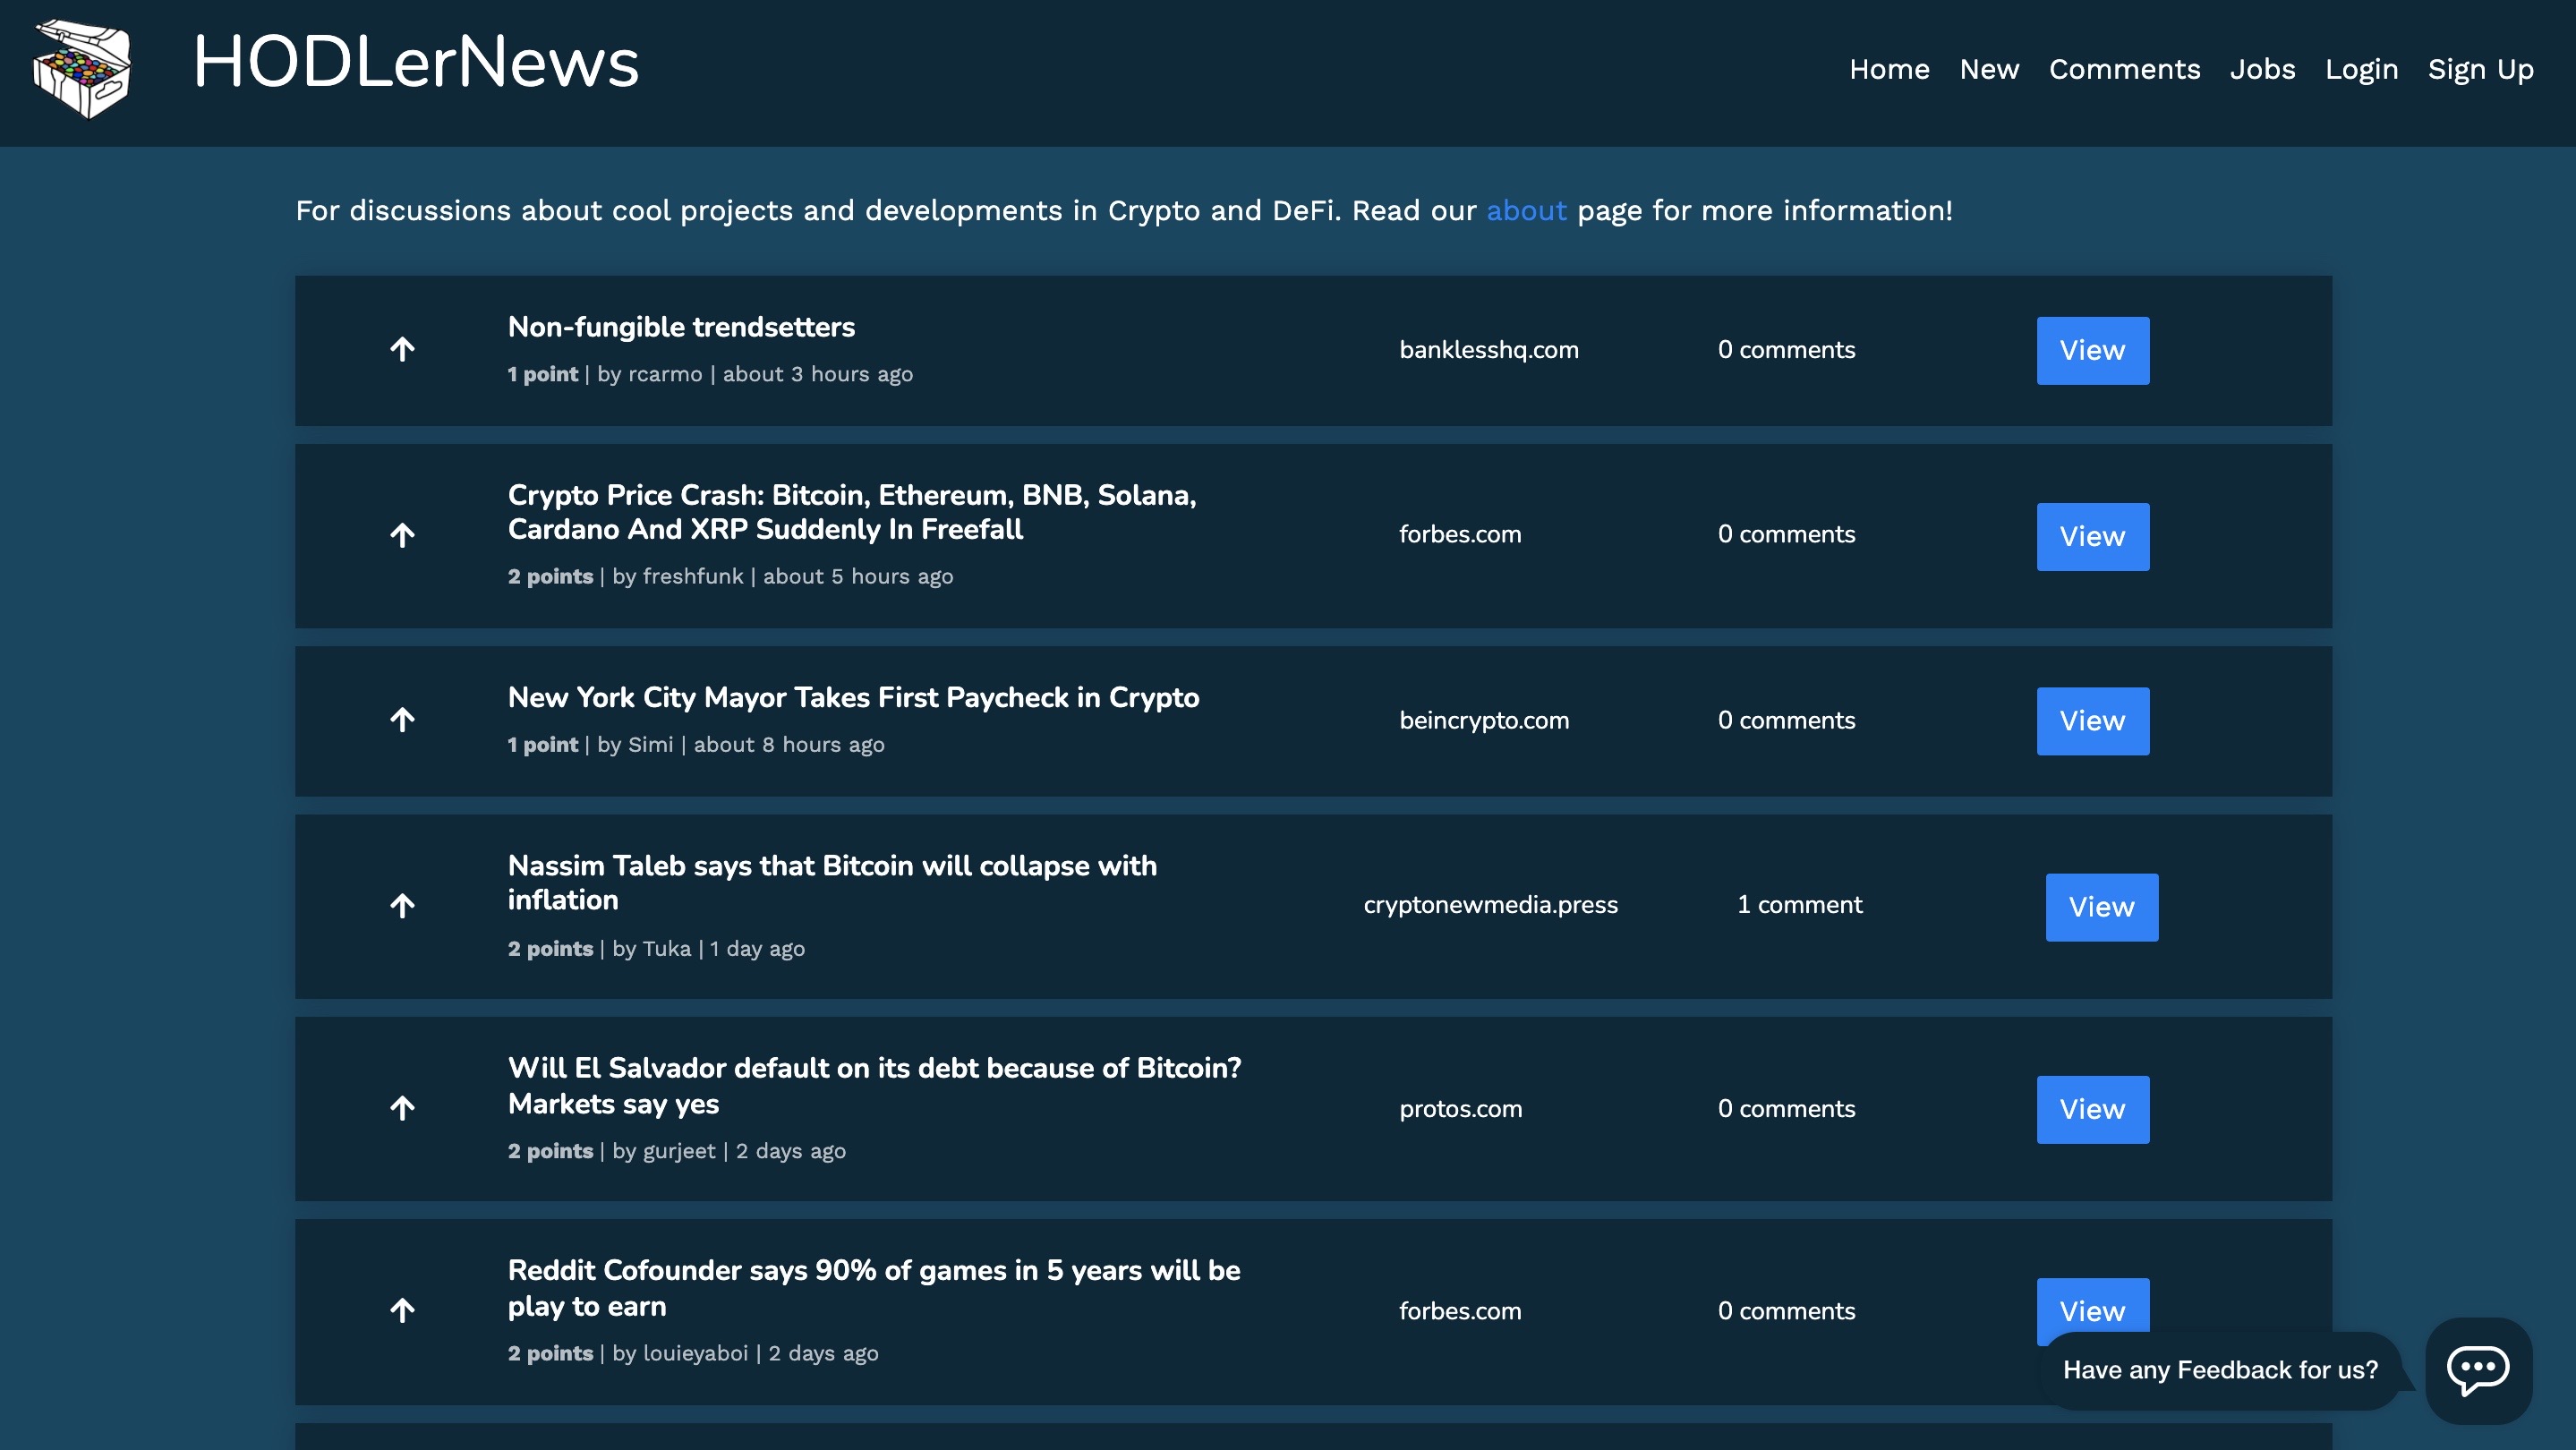 HODLerNews
Home New Comments Jobs Login Sign Up
For discussions about cool projects and developments in Crypto and DeFi. Read our about page for more information!
Non-fungible trendsetters
1 point | by rcarmo | about 3 hours ago
banklesshq.com
0 comments
View
Crypto Price Crash: Bitcoin, Ethereum, BNB, Solana,
Cardano And XRP Suddenly In Freefall
2 points | by freshfunk | about 5 hours ago
forbes.com
0 comments
View
New York City Mayor Takes First Paycheck in Crypto
1 point | by Simi | about 8 hours ago
beincrypto.com
0 comments
View
Nassim Taleb says that Bitcoin will collapse with
inflation
2 points | by Tuka | 1 day ago
cryptonewmedia.press
1 comment
View
Will El Salvador default on its debt because of Bitcoin?
Markets say yes
2 points | by gurjeet | 2 days ago
protos.com
0 comments
View
Reddit Cofounder says 90% of games in 5 years will be
play to earn
2 points | by louieyaboi | 2 days ago
forbes.com
0 comments
View
Have any Feedback for us?